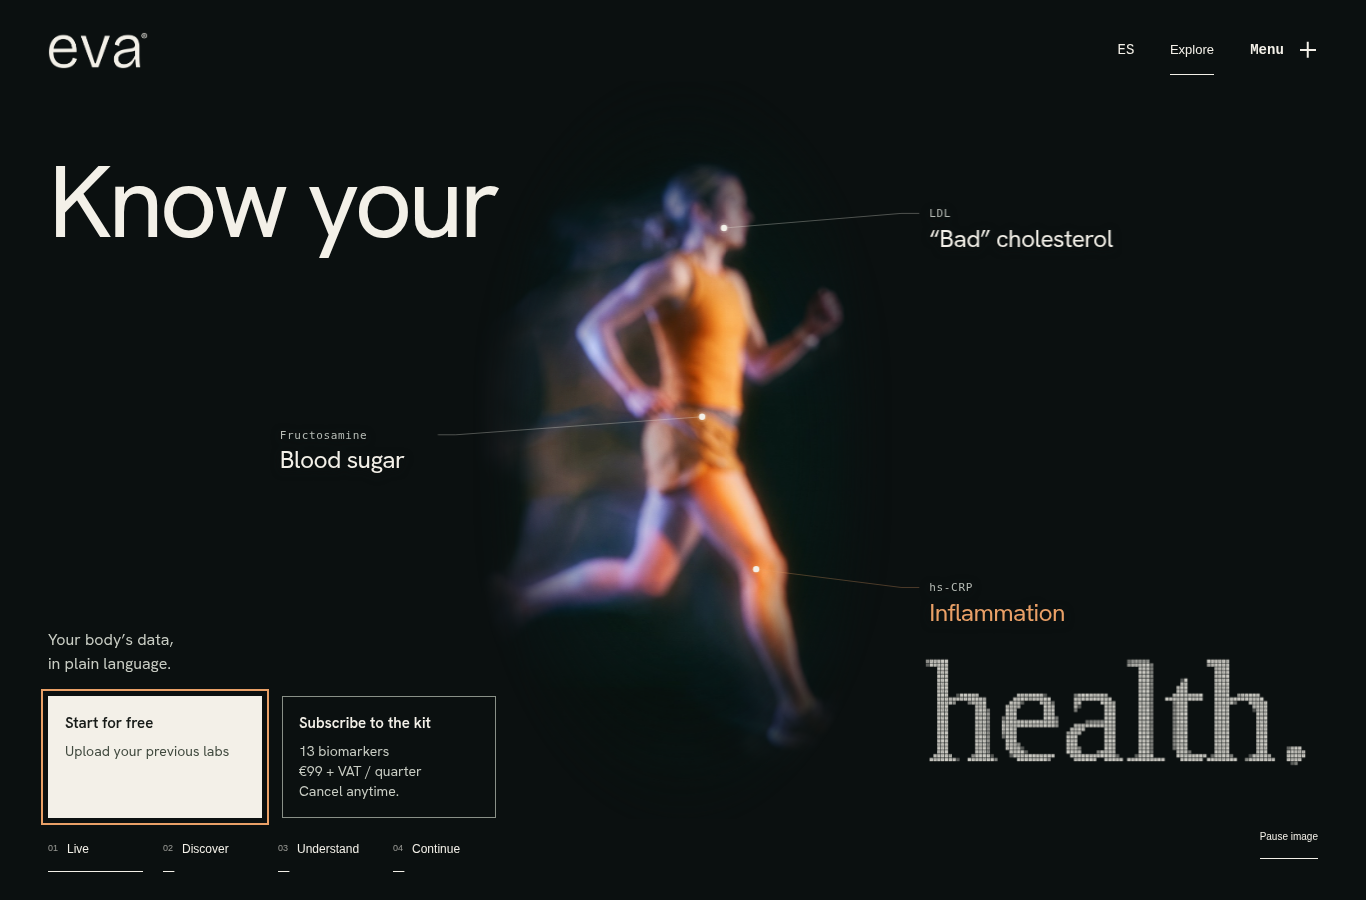 eva®
ES
Explore
Menu
Know your
LDL
“Bad” cholesterol
Fructosamine
Blood sugar
hs-CRP
Inflammation
Your body’s data,
in plain language.
health.
Start for free
Upload your previous labs
Subscribe to the kit
13 biomarkers
€99 + VAT / quarter
Cancel anytime.
Pause image
01 Live
02 Discover
03 Understand
04 Continue